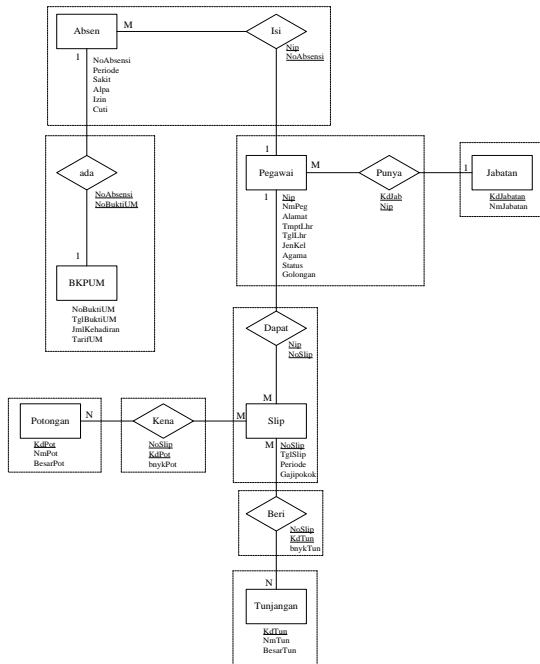 Absen
M
Isi
1
Nip
NoAbsensi
NoAbsensi
Periode
Sakit
Alpa
Izin
Cuti
ada
NoAbsensi
NoBuktiUM
1
BKPUM
NoBuktiUM
TglBuktiUM
JmlKehadiran
TarifUM
1
Pegawai
M
Punya
1
Jabatan
1
Nip
NmPeg
Alamat
TmptLhr
TglLhr
JenKel
Agama
Status
Golongan
KdJab
Nip
KdJabatan
NmJabatan
Dapat
Nip
NoSlip
M
Potongan
N
Kena
M
Slip
KdPot
NmPot
BesarPot
NoSlip
KdPot
bnykPot
M
NoSlip
TglSlip
Periode
Gajipokok
Beri
NoSlip
KdTun
bnykTun
N
Tunjangan
KdTun
NmTun
BesarTun